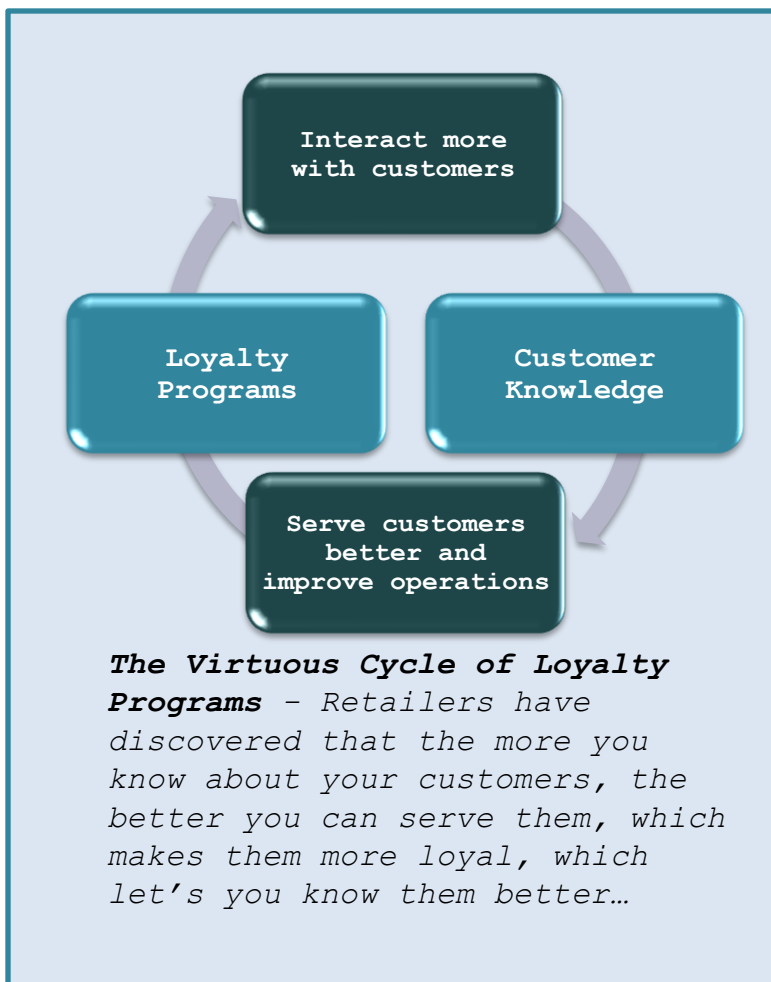 Interact more
with customers
Loyalty
Programs
Customer
Knowledge
Serve customers
better and
improve operations
The Virtuous Cycle of Loyalty
Programs – Retailers have
discovered that the more you
know about your customers, the
better you can serve them, which
makes them more loyal, which
let’s you know them better…